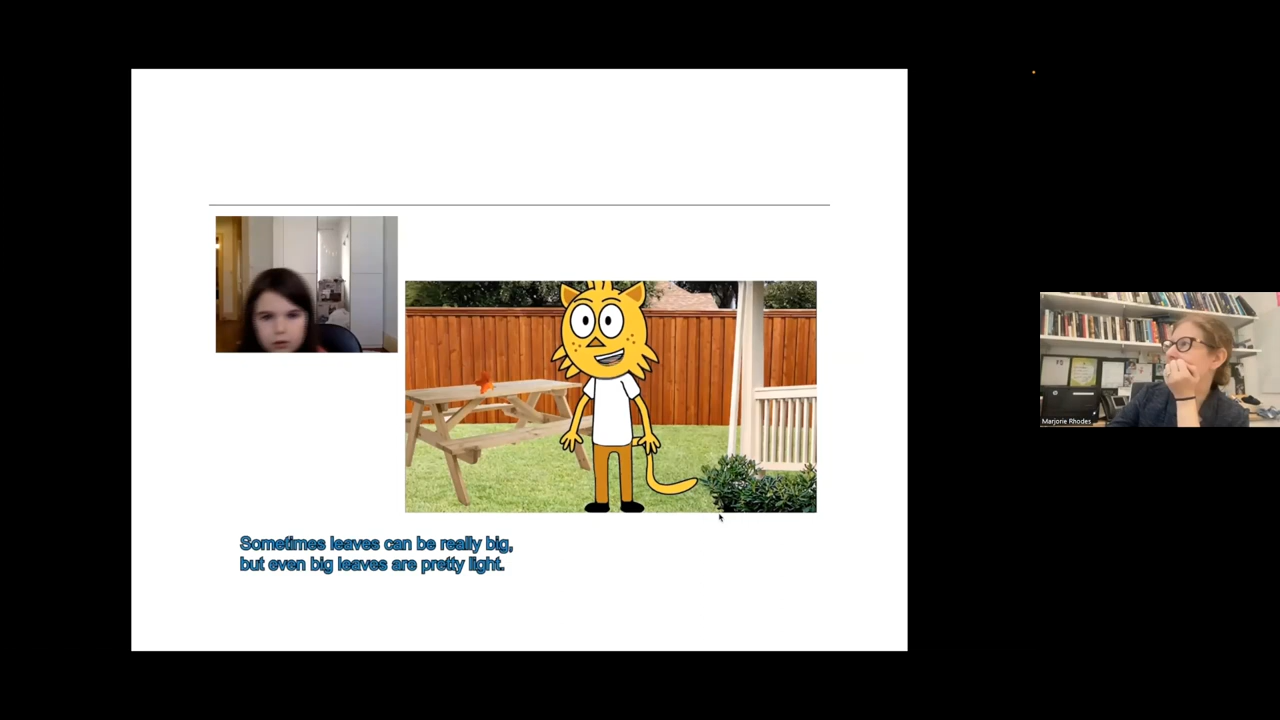 Sometimes leaves can be really big,
but even big leaves are pretty light.
Marjorie Rhodes